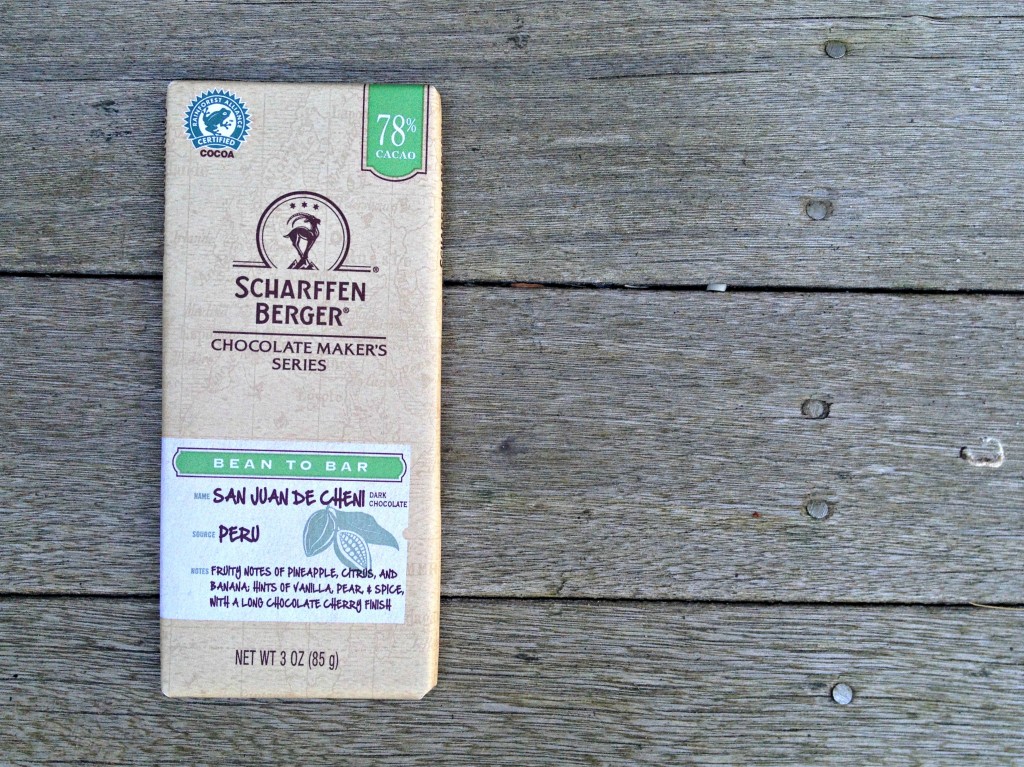 RAINFOREST ALLIANCE
CERTIFIED
COCOA
78%
CACAO
SCHARFFEN
BERGER®
CHOCOLATE MAKER'S
SERIES
BEAN TO BAR
NAME SAN JUAN DE CHENI DARK
CHOCOLATE
SOURCE PERU
NOTES FRUITY NOTES OF PINEAPPLE, CITRUS, AND
BANANA; HINTS OF VANILLA, PEAR, & SPICE,
WITH A LONG CHOCOLATE CHERRY FINISH
NET WT 3 OZ (85 g)